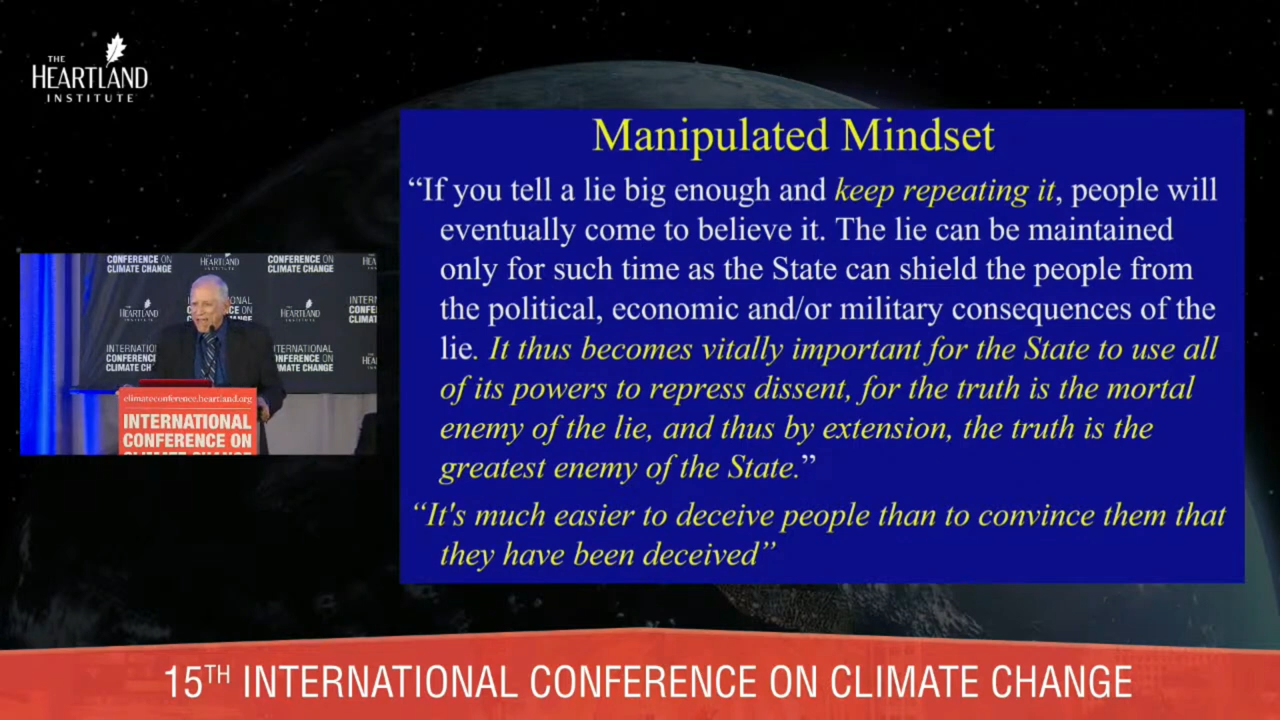 THE
HEARTLAND
INSTITUTE
Manipulated Mindset
“If you tell a lie big enough and keep repeating it, people will
eventually come to believe it. The lie can be maintained
only for such time as the State can shield the people from
the political, economic and/or military consequences of the
lie. It thus becomes vitally important for the State to use all
of its powers to repress dissent, for the truth is the mortal
enemy of the lie, and thus by extension, the truth is the
greatest enemy of the State.”
“It's much easier to deceive people than to convince them that
they have been deceived”
CONFERENCE ON
CLIMATE CHANGE
HEARTLAND
CONFERENCE ON
CLIMATE CHANGE
HEARTLAND
HEARTLAND
INTERNATIONAL
CONFERENCE ON
CLIMATE CHANGE
climateconference.heartland.org
INTERNATIONAL
CONFERENCE ON
CLIMATE CHANGE
15TH INTERNATIONAL CONFERENCE ON CLIMATE CHANGE